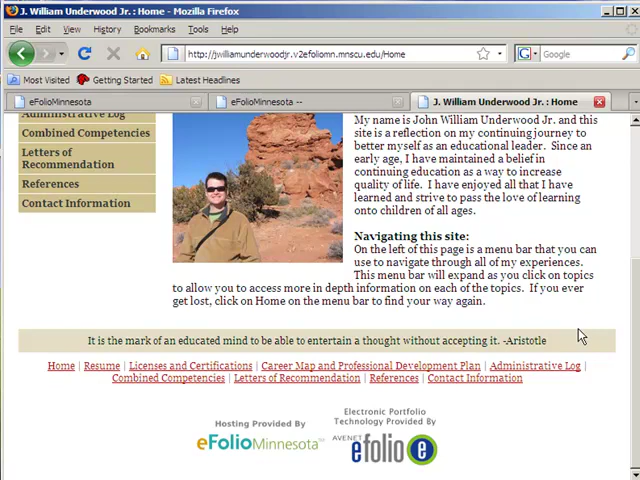 J. William Underwood Jr. : Home - Mozilla Firefox
File Edit View History Bookmarks Tools Help
http://jwilliamunderwoodjr.v2efoliomn.mnscu.edu/Home
Google
Most Visited Getting Started Latest Headlines
eFolioMinnesota
eFolioMinnesota --
J. William Underwood Jr. : Home
Administrative Log
Combined Competencies
Letters of
Recommendation
References
Contact Information
My name is John William Underwood Jr. and this
site is a reflection on my continuing journey to
better myself as an educational leader. Since an
early age, I have maintained a belief in
continuing education as a way to increase
quality of life. I have enjoyed all that I have
learned and strive to pass the love of learning
onto children of all ages.
Navigating this site:
On the left of this page is a menu bar that you can
use to navigate through all of my experiences.
This menu bar will expand as you click on topics
to allow you to access more in depth information on each of the topics. If you ever
get lost, click on Home on the menu bar to find your way again.
It is the mark of an educated mind to be able to entertain a thought without accepting it. -Aristotle
Home | Resume | Licenses and Certifications | Career Map and Professional Development Plan | Administrative Log |
Combined Competencies | Letters of Recommendation | References | Contact Information
Hosting Provided By
eFolioMinnesota
Electronic Portfolio
Technology Provided By
AVENET
efolio e